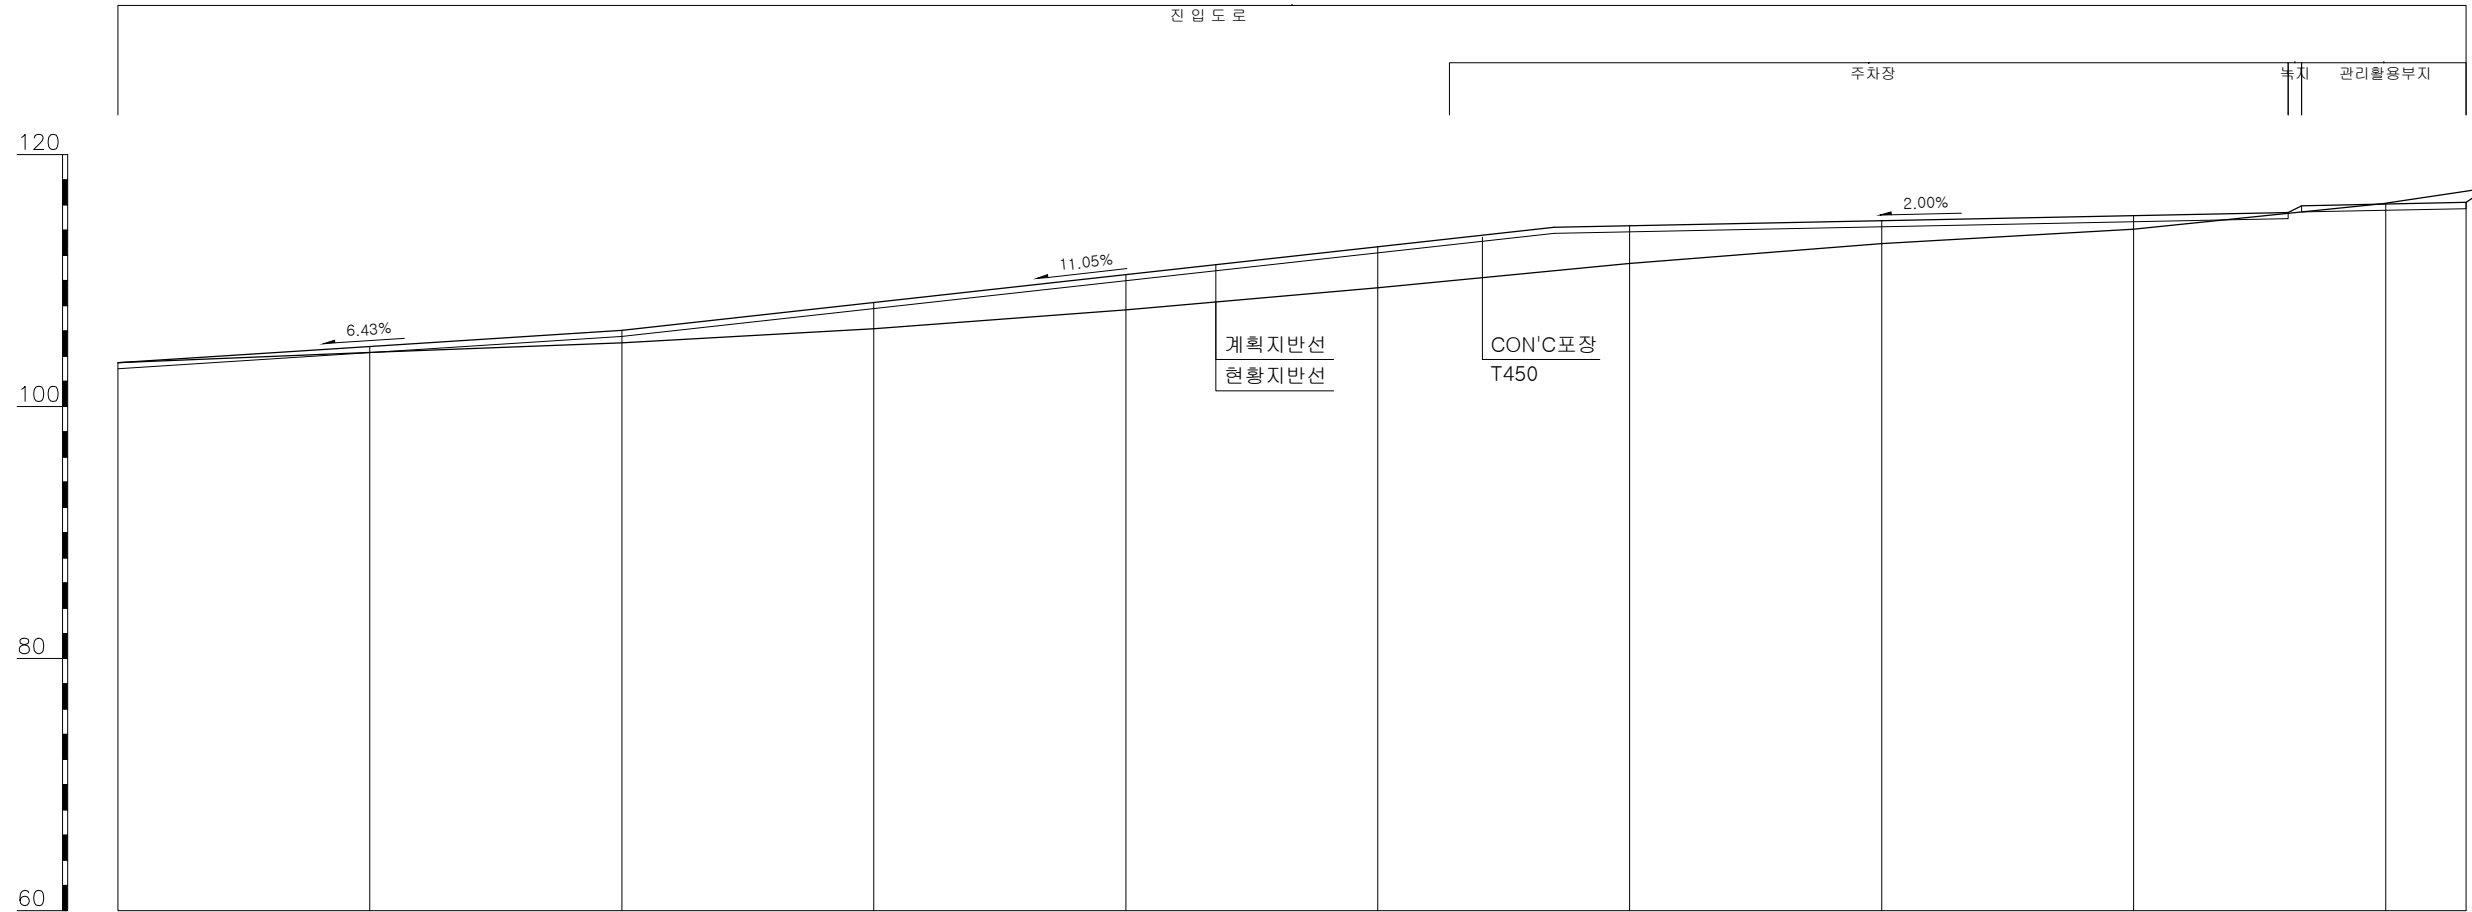 진 입 도 로
주차장
녹지
관리활용부지
120
2.00%
11.05%
6.43%
계획지반선
현황지반선
CON'C포장
T450
100
80
60